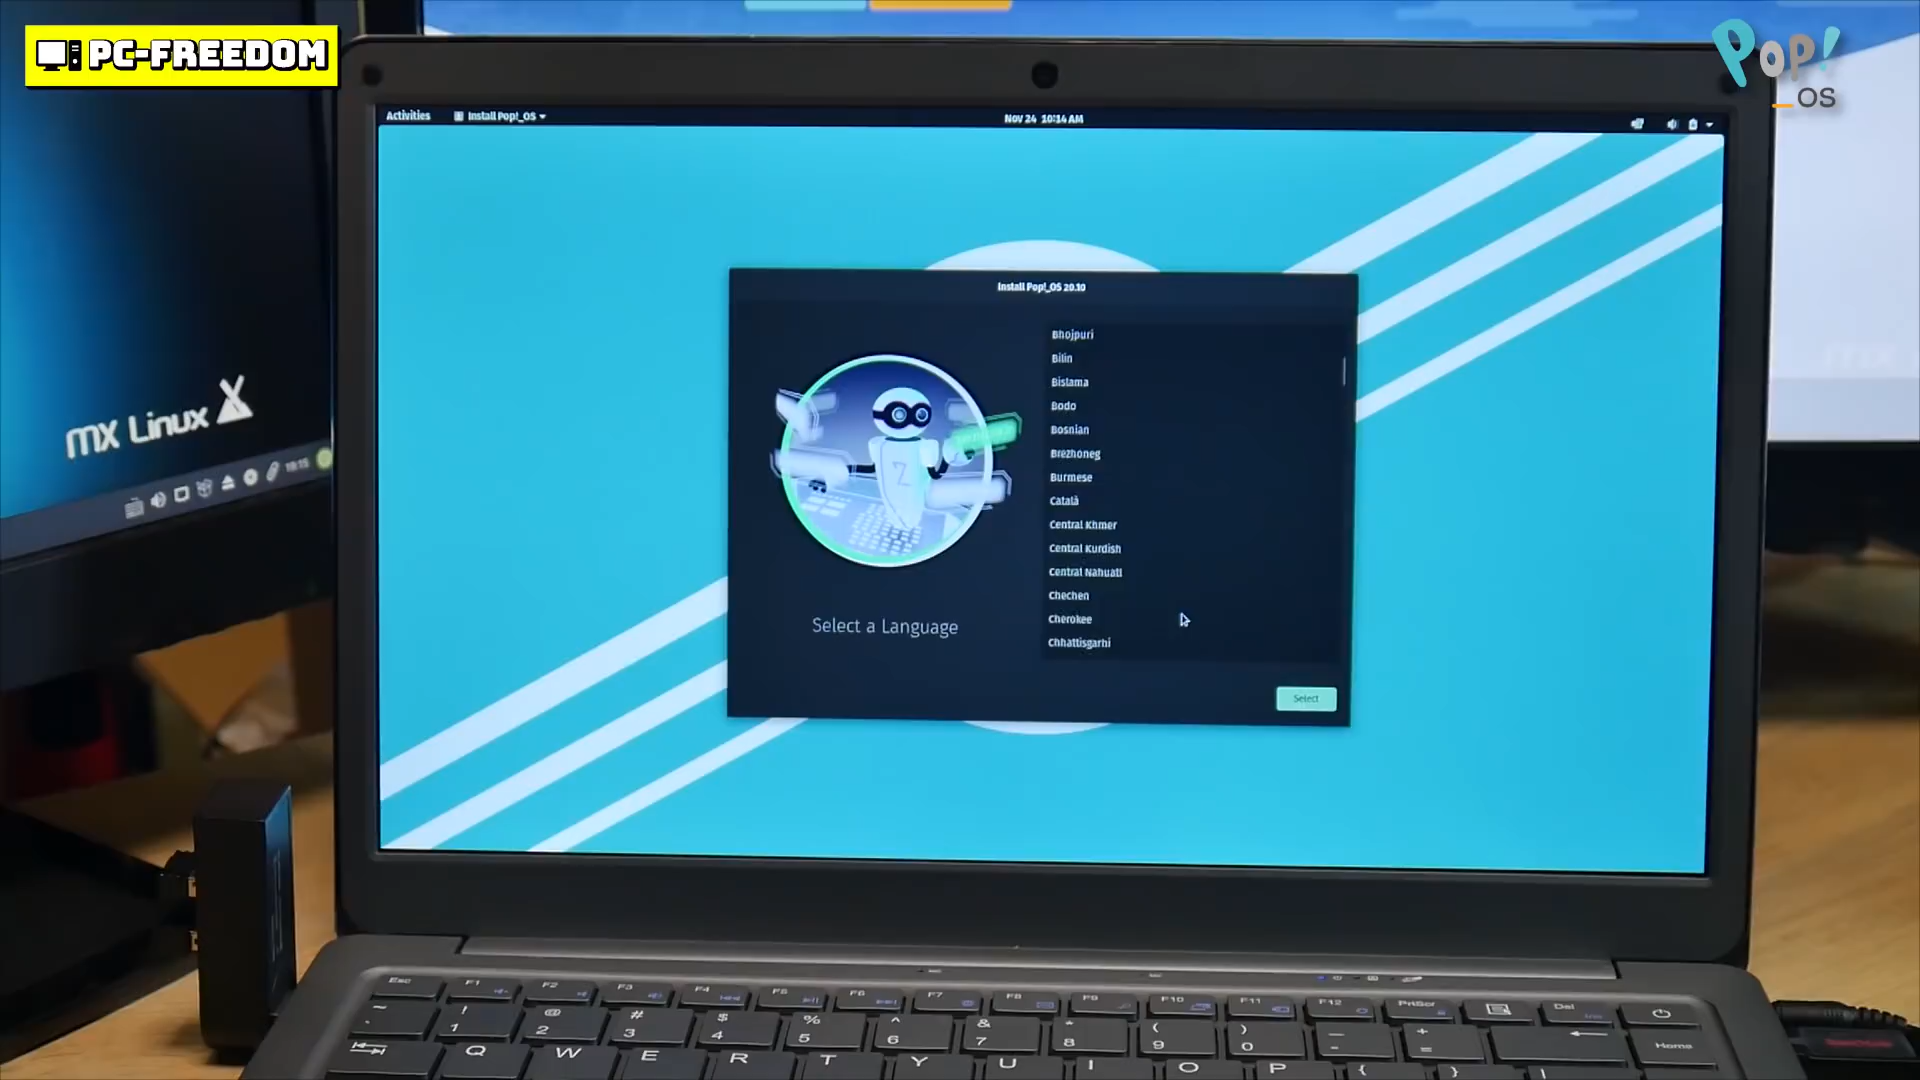 PC-FREEDOM
Pop!
_OS
Activities
Install Pop!_OS
Nov 24 10:14 AM
Install Pop!_OS 20.10
Bhojpuri
Bilin
Bislama
Bodo
Bosnian
Brezhoneg
Burmese
Català
Central Khmer
Central Kurdish
Central Nahuatl
Chechen
Cherokee
Chhattisgarhi
Select a Language
Select
MX Linux
19:15
Esc F1 F2 F3 F4 F5 F6 F7 F8 F9 F10 F11 F12 PrtScr Del
~ ! @ # $ % ^ & * ( ) _ +
1 2 3 4 5 6 7 8 9 0 - =
Q W E R T Y U I O P { } Home